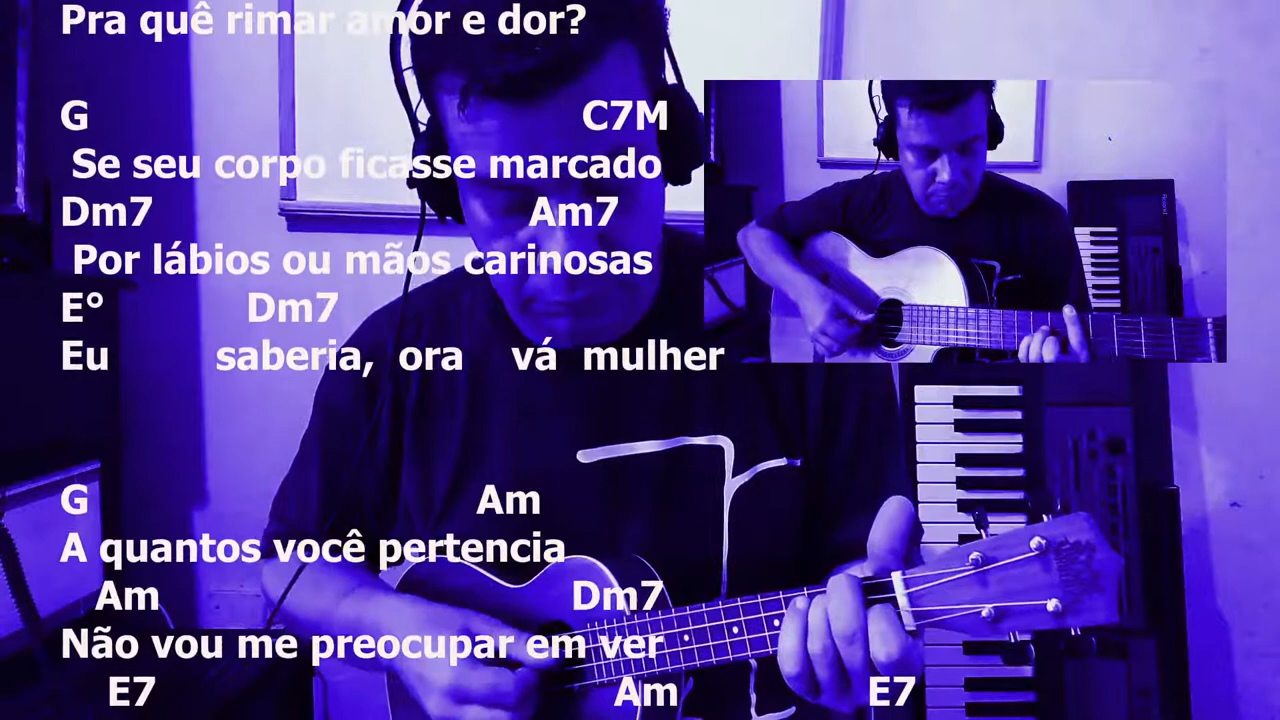 Pra quê rimar amor e dor?
G C7M
Se seu corpo ficasse marcado
Dm7 Am7
Por lábios ou mãos carinosas
E° Dm7
Eu saberia, ora vá mulher
G Am
A quantos você pertencia
Am Dm7
Não vou me preocupar em ver
E7 Am E7